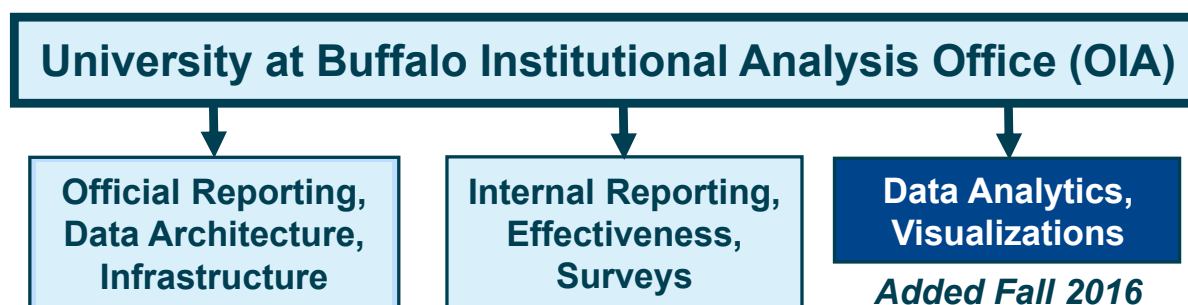 University at Buffalo Institutional Analysis Office (OIA)
Official Reporting,
Data Architecture,
Infrastructure
Internal Reporting,
Effectiveness,
Surveys
Data Analytics,
Visualizations
Added Fall 2016